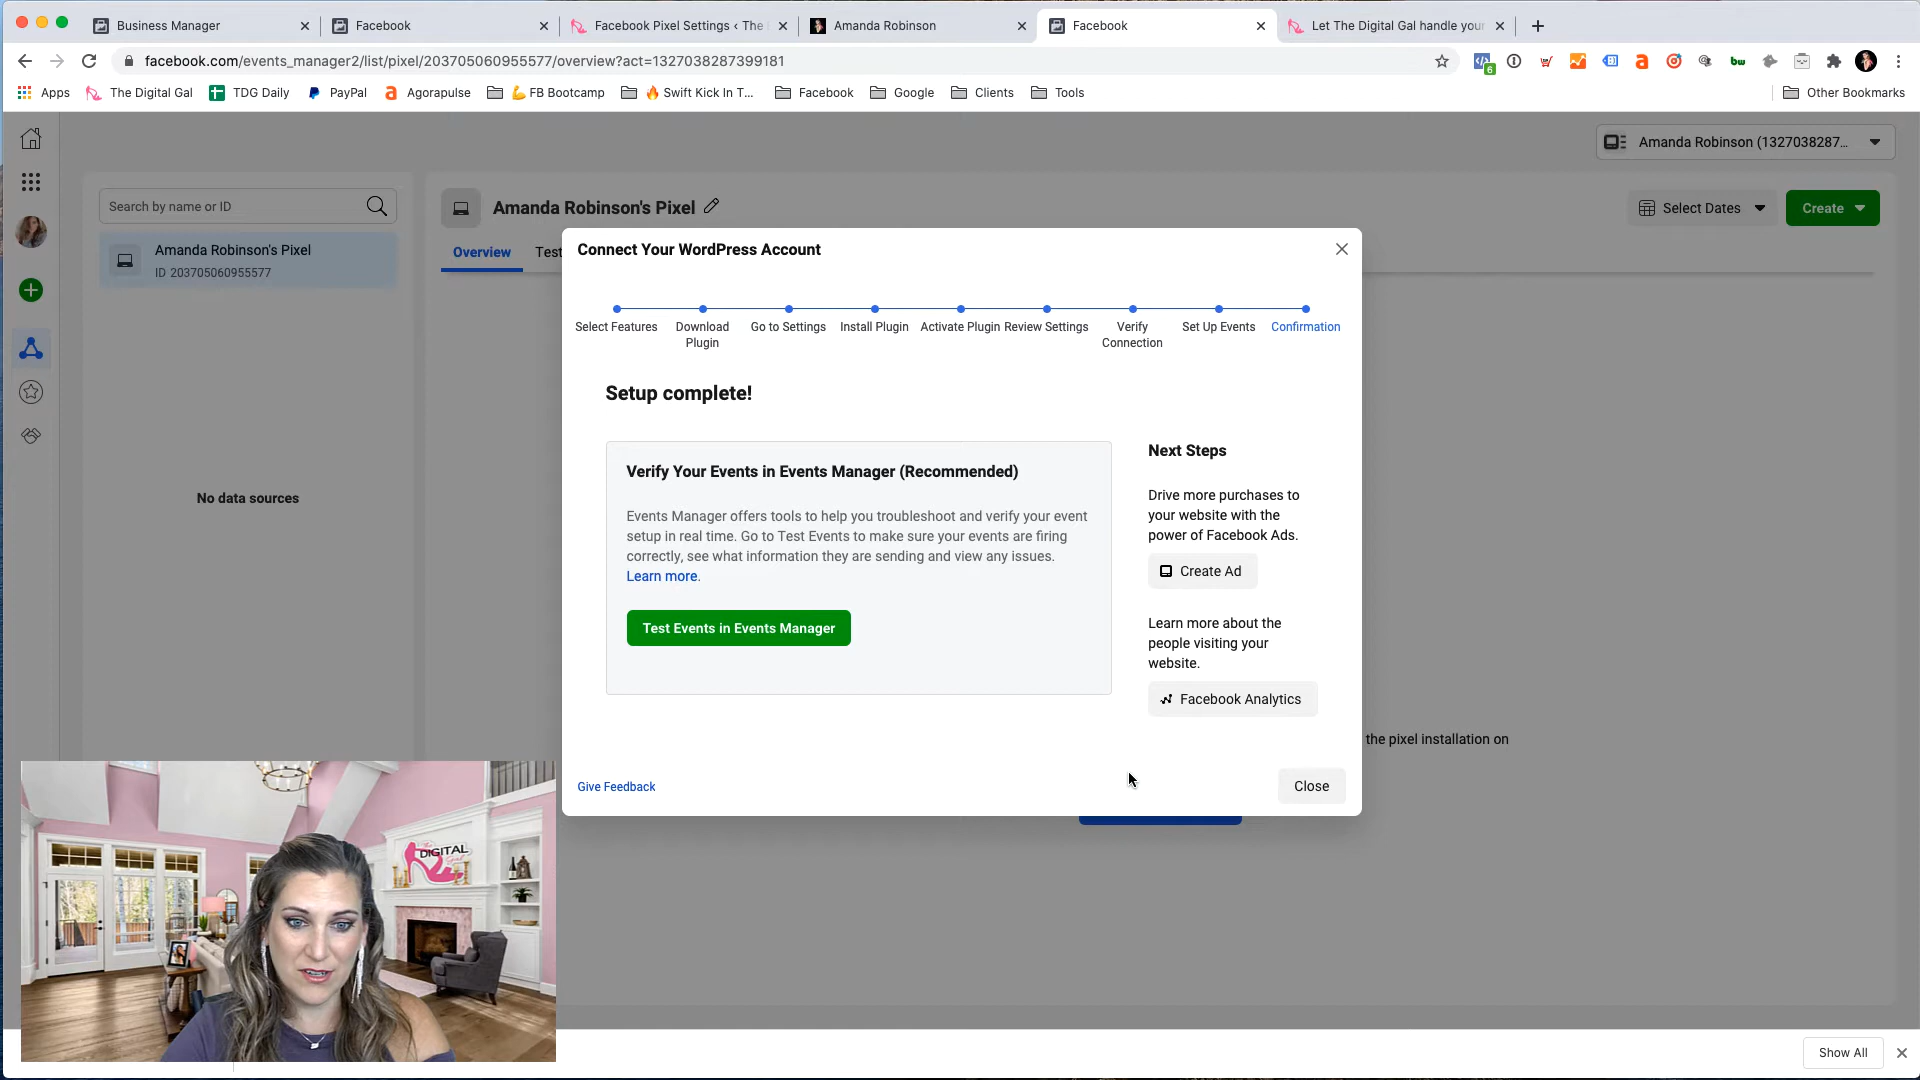 Business Manager
Facebook
Facebook Pixel Settings ‹ The
Amanda Robinson
Facebook
Let The Digital Gal handle your
facebook.com/events_manager2/list/pixel/203705060955577/overview?act=1327038287399181
6
bw
Apps
The Digital Gal
TDG Daily
PayPal
Agorapulse
💪 FB Bootcamp
🔥 Swift Kick In T...
Facebook
Google
Clients
Tools
Other Bookmarks
Amanda Robinson (1327038287...
Search by name or ID
Amanda Robinson's Pixel
ID 203705060955577
No data sources
Amanda Robinson's Pixel
Select Dates
Create
Overview
Test
Connect Your WordPress Account
Select Features
Download
Plugin
Go to Settings
Install Plugin
Activate Plugin
Review Settings
Verify
Connection
Set Up Events
Confirmation
Setup complete!
Verify Your Events in Events Manager (Recommended)
Events Manager offers tools to help you troubleshoot and verify your event
setup in real time. Go to Test Events to make sure your events are firing
correctly, see what information they are sending and view any issues.
Learn more.
Test Events in Events Manager
Next Steps
Drive more purchases to
your website with the
power of Facebook Ads.
Create Ad
Learn more about the
people visiting your
website.
Facebook Analytics
the pixel installation on
Give Feedback
Close
DIGITAL
Show All